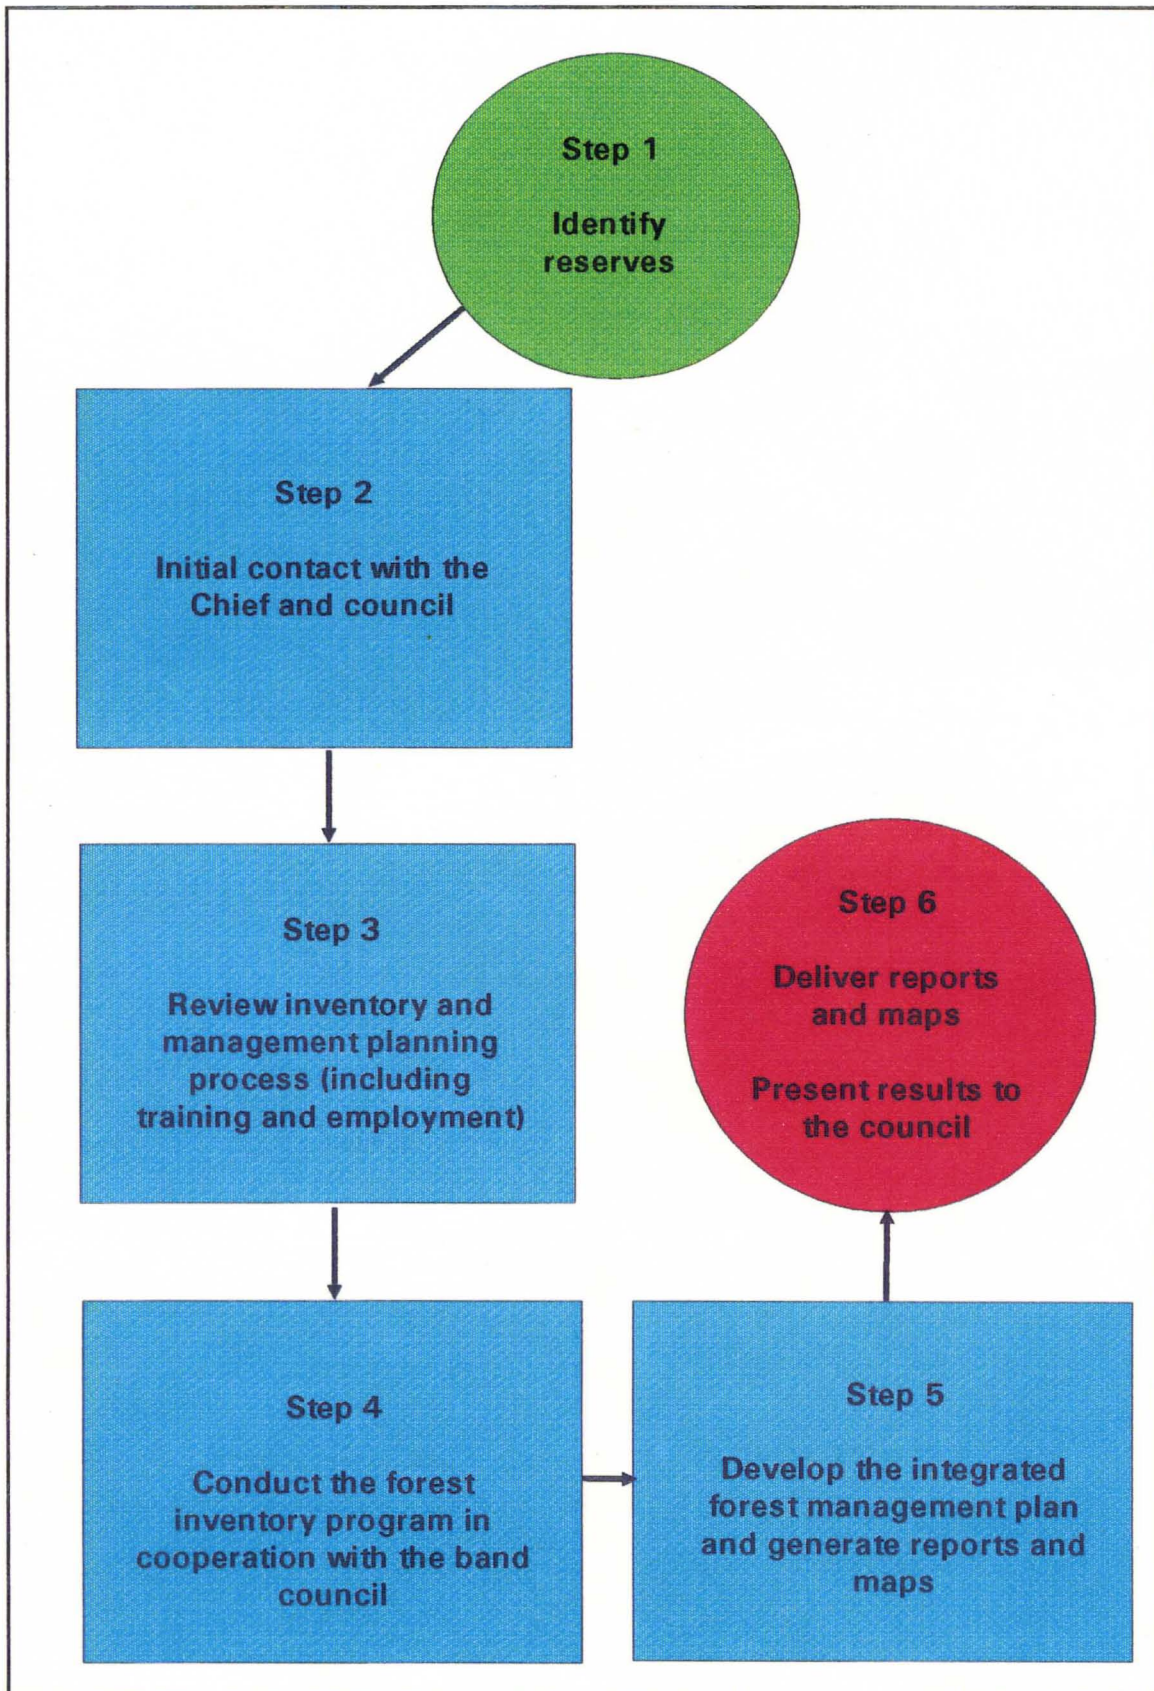 Step 1
Identify
reserves
Step 2
Initial contact with the
Chief and council
Step 3
Review inventory and
management planning
process (including
training and employment)
Step 4
Conduct the forest
inventory program in
cooperation with the band
council
Step 5
Develop the integrated
forest management plan
and generate reports and
maps
Step 6
Deliver reports
and maps
Present results to
the council